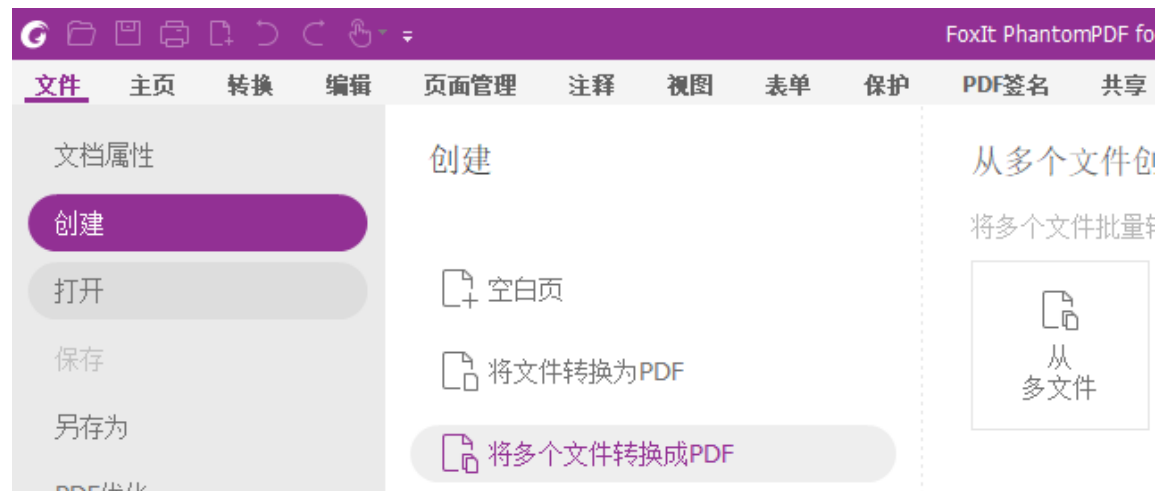 FoxIt PhantomPDF fo
文件 主页 转换 编辑 页面管理 注释 视图 表单 保护 PDF签名 共享
文档属性
创建
打开
保存
另存为
创建
空白页
将文件转换为PDF
将多个文件转换成PDF
从多个文件创
将多个文件批量转
从
多文件